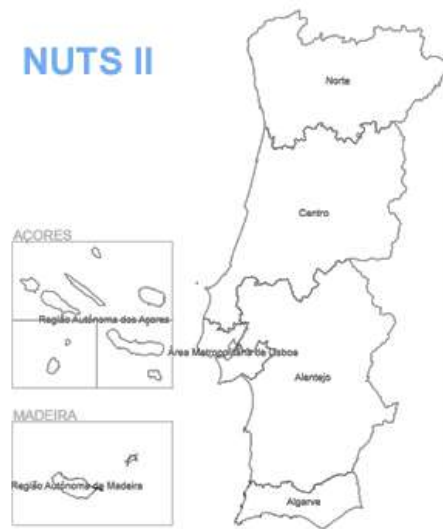 NUTS II
Norte
Centro
AÇORES
Região Autónoma dos Açores
Área Metropolitana de Lisboa
Alentejo
MADEIRA
Região Autónoma de Madeira
Algarve